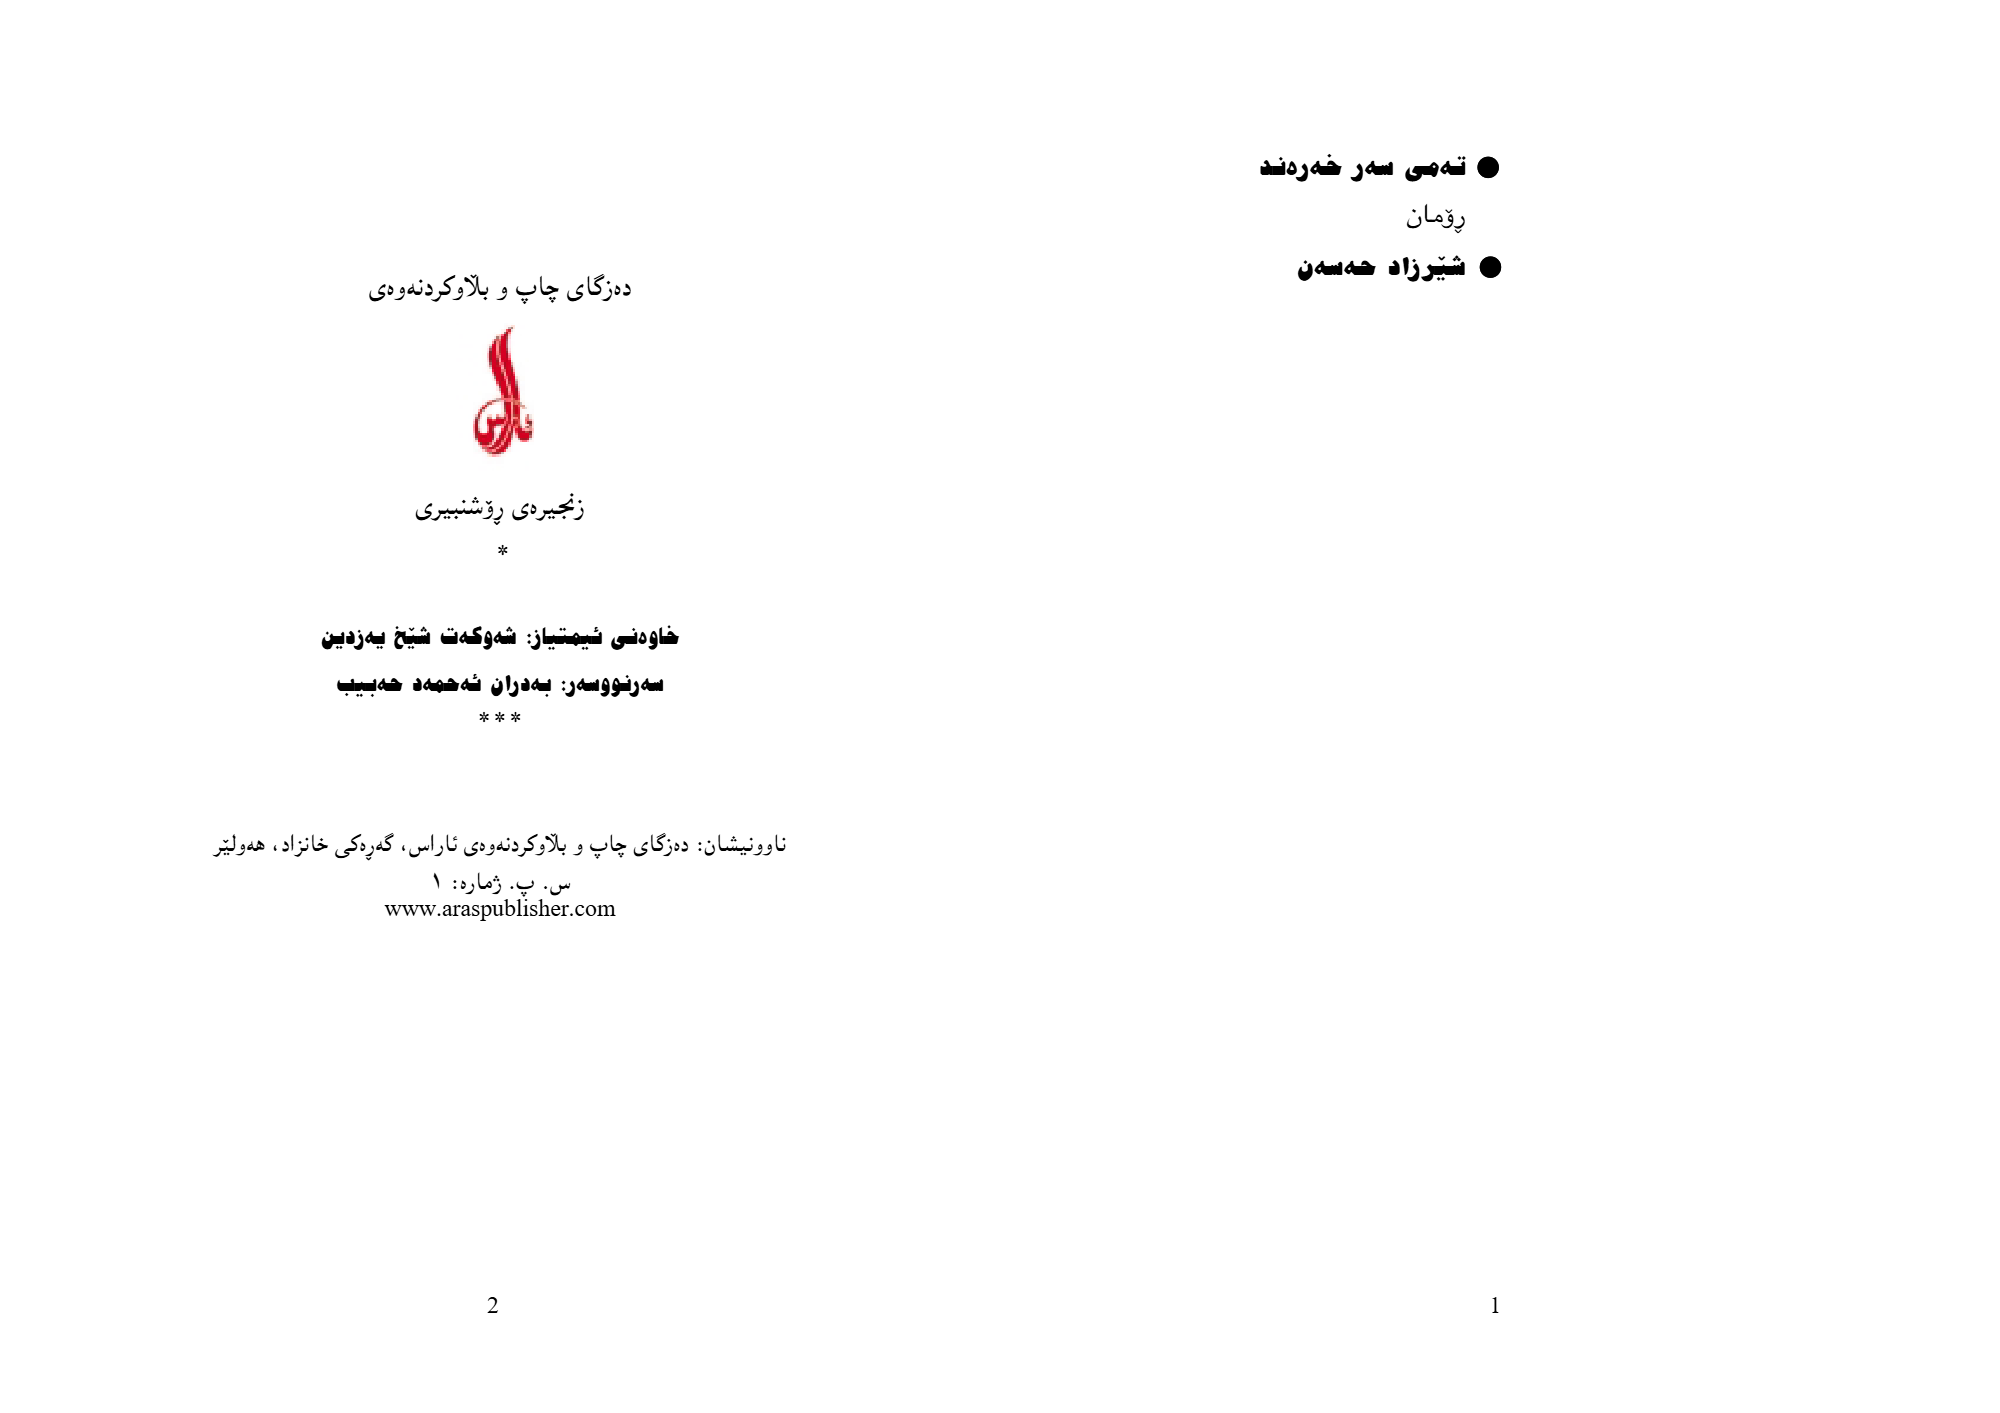 ● تەمی سەر خەرەند
ڕۆمان
● شێرزاد حەسەن
1
دەزگای چاپ و بڵاوکردنەوەی
ئاراس
زنجیرەی ڕۆشنبیری
*
خاوەنی ئیمتیاز: شەوکەت شێخ یەزدین
سەرنووسەر: بەدران ئەحمەد حەبیب
***
ناوونیشان: دەزگای چاپ و بڵاوکردنەوەی ئاراس، گەڕەکی خانزاد، هەولێر
س. پ. ژمارە: ١
www.araspublisher.com
2